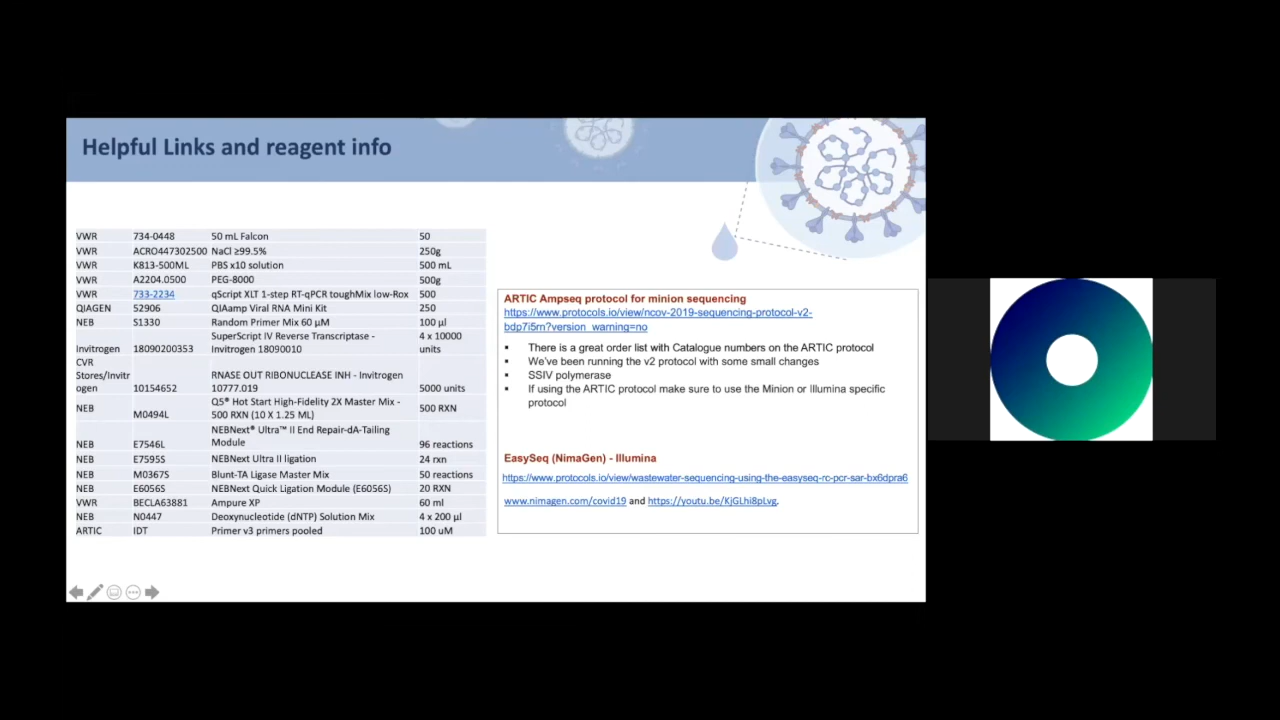 Helpful Links and reagent info
VWR 734-0448 50 mL Falcon 50
VWR ACRO447302500 NaCl ≥99.5% 250g
VWR K813-500ML PBS x10 solution 500 mL
VWR A2204.0500 PEG-8000 500g
VWR 733-2234 qScript XLT 1-step RT-qPCR toughMix low-Rox 500
QIAGEN 52906 QIAamp Viral RNA Mini Kit 250
NEB S1330 Random Primer Mix 60 µM 100 µl
SuperScript IV Reverse Transcriptase - 4 x 10000
Invitrogen 18090200353 Invitrogen 18090010 units
CVR
Stores/Invitr RNASE OUT RIBONUCLEASE INH - Invitrogen
ogen 10154652 10777.019 5000 units
Q5® Hot Start High-Fidelity 2X Master Mix -
NEB M0494L 500 RXN (10 X 1.25 ML) 500 RXN
NEBNext® Ultra™ II End Repair-dA-Tailing
NEB E7546L Module 96 reactions
NEB E7595S NEBNext Ultra II ligation 24 rxn
NEB M0367S Blunt-TA Ligase Master Mix 50 reactions
NEB E6056S NEBNext Quick Ligation Module (E6056S) 20 RXN
VWR BECLA63881 Ampure XP 60 ml
NEB N0447 Deoxynucleotide (dNTP) Solution Mix 4 x 200 µl
ARTIC IDT Primer v3 primers pooled 100 uM
ARTIC Ampseq protocol for minion sequencing
https://www.protocols.io/view/ncov-2019-sequencing-protocol-v2-
bdp7i5rn?version_warning=no
▪ There is a great order list with Catalogue numbers on the ARTIC protocol
▪ We've been running the v2 protocol with some small changes
▪ SSIV polymerase
▪ If using the ARTIC protocol make sure to use the Minion or Illumina specific
protocol
EasySeq (NimaGen) - Illumina
https://www.protocols.io/view/wastewater-sequencing-using-the-easyseq-rc-pcr-sar-bx6dpra6
www.nimagen.com/covid19 and https://youtu.be/KjGLhi8pLvg.